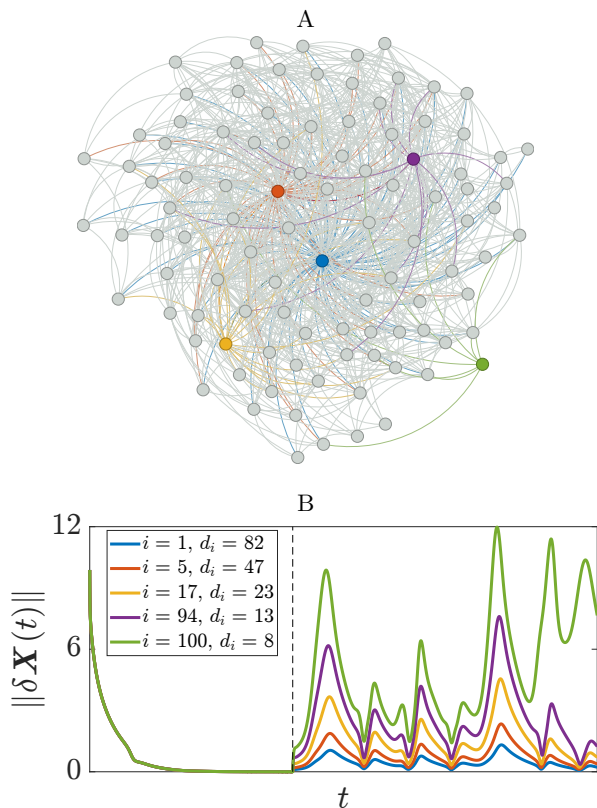 A
B
12
6
0
||δX(t)||
i = 1, d_i = 82
i = 5, d_i = 47
i = 17, d_i = 23
i = 94, d_i = 13
i = 100, d_i = 8
t